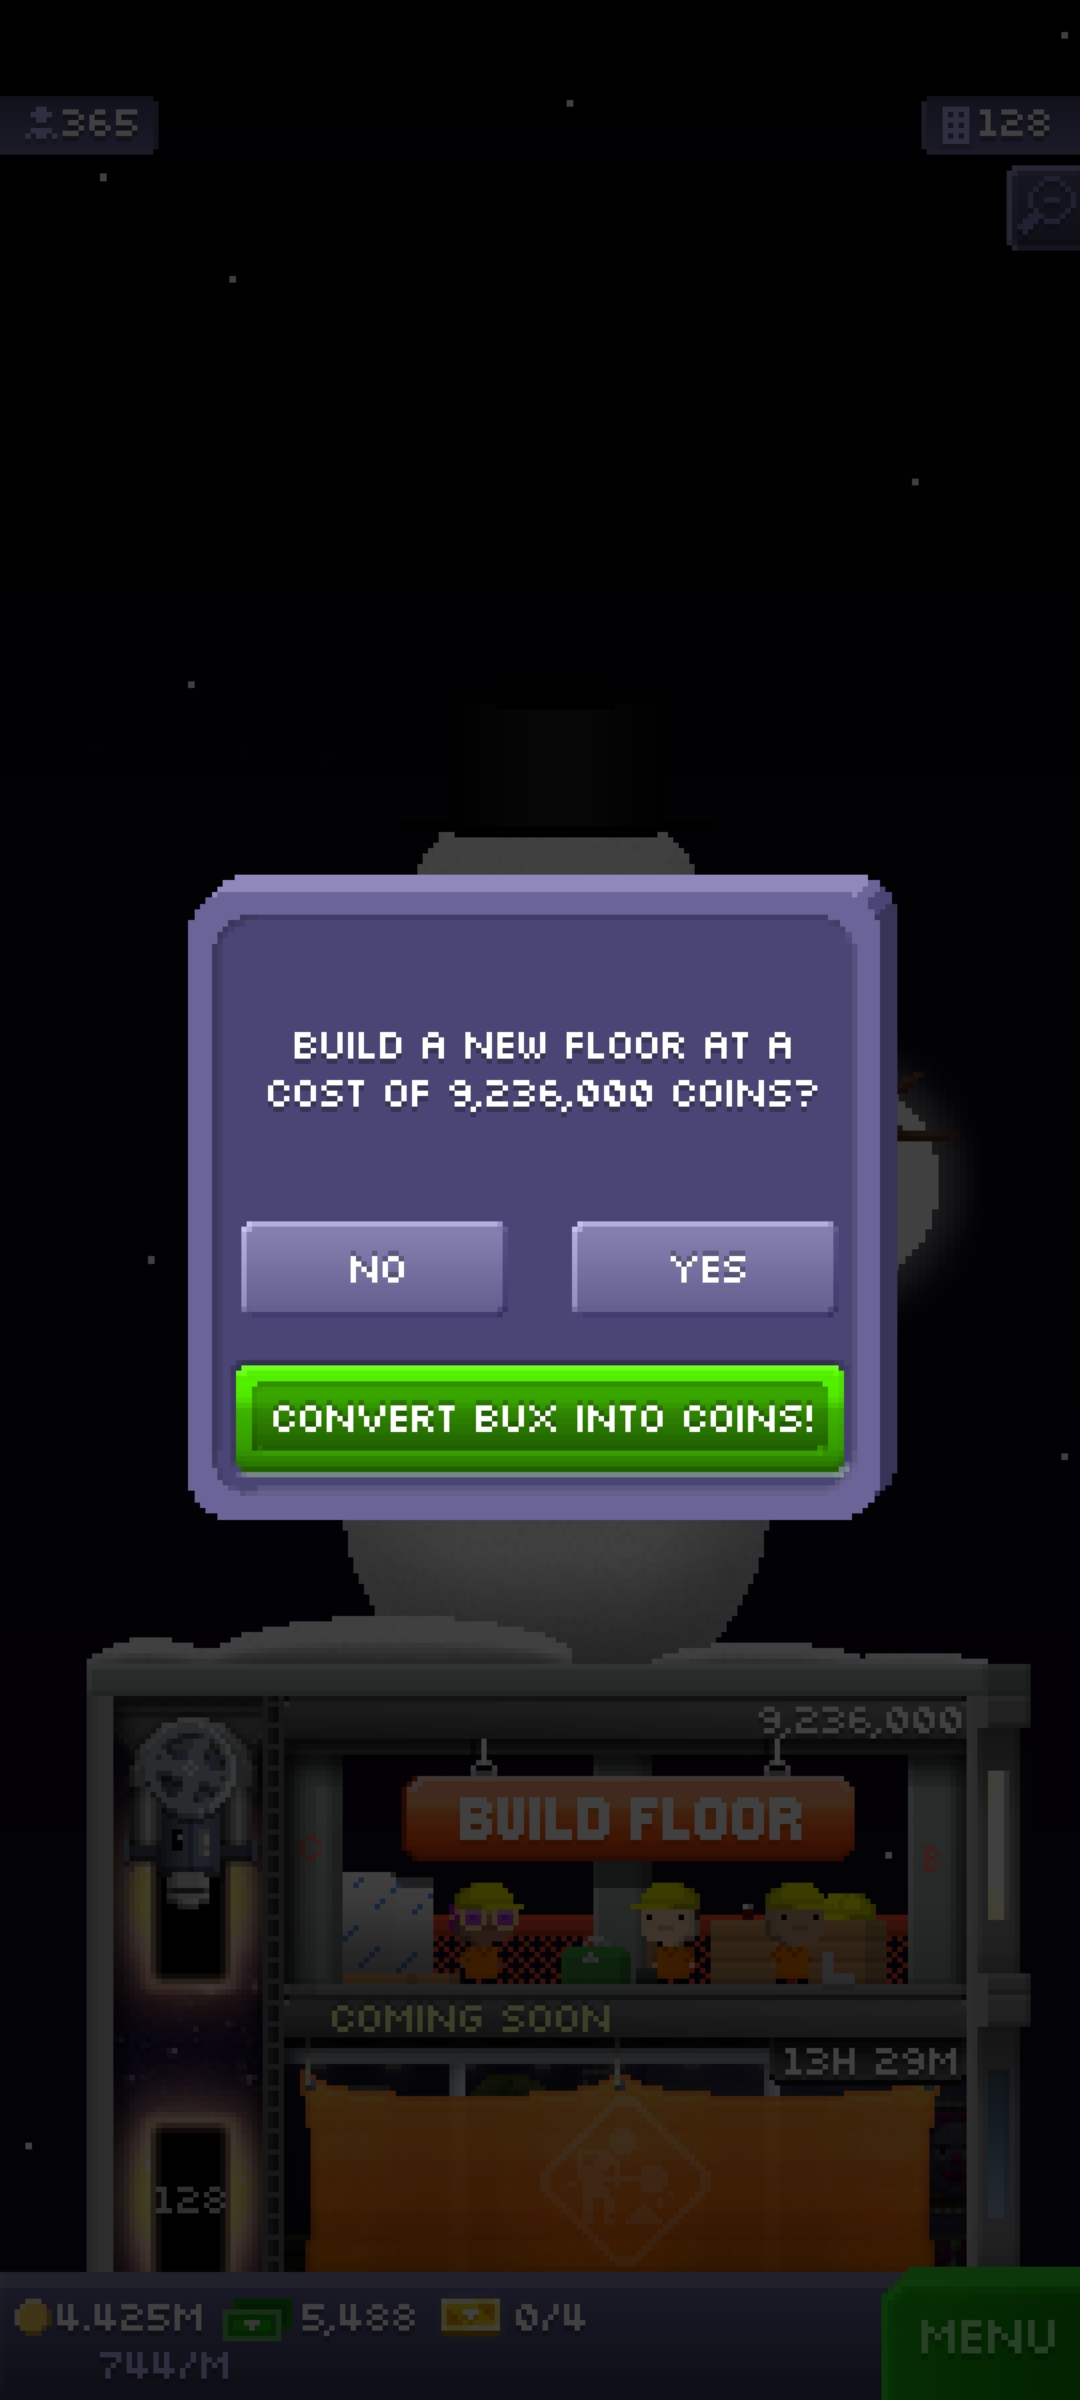 365
128
BUILD A NEW FLOOR AT A
COST OF 9,236,000 COINS?
NO
YES
CONVERT BUX INTO COINS!
9,236,000
BUILD FLOOR
C
B
COMING SOON
13H 29M
128
4.425M
5,488
0/4
744/M
MENU